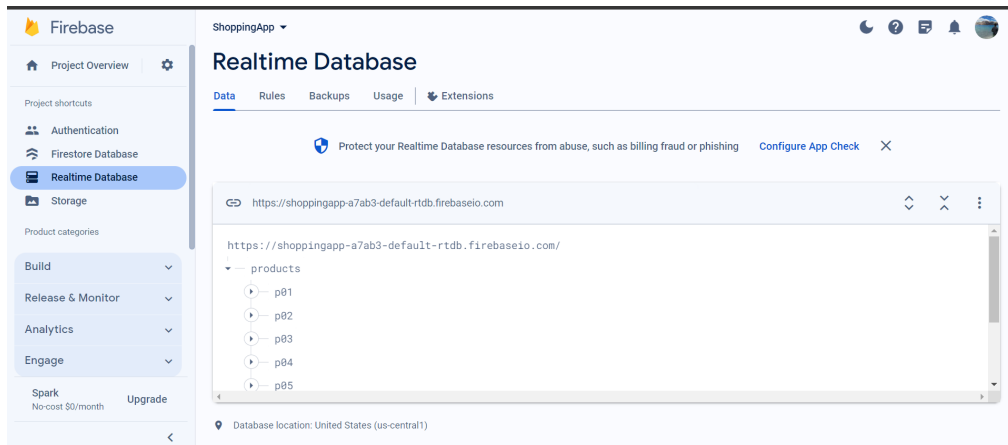 Firebase
Project Overview
Project shortcuts
Authentication
Firestore Database
Realtime Database
Storage
Product categories
Build
Release & Monitor
Analytics
Engage
Spark
No-cost $0/month
Upgrade
ShoppingApp
Realtime Database
Data Rules Backups Usage Extensions
Protect your Realtime Database resources from abuse, such as billing fraud or phishing Configure App Check
https://shoppingapp-a7ab3-default-rtdb.firebaseio.com
https://shoppingapp-a7ab3-default-rtdb.firebaseio.com/
products
p01
p02
p03
p04
p05
Database location: United States (us-central1)